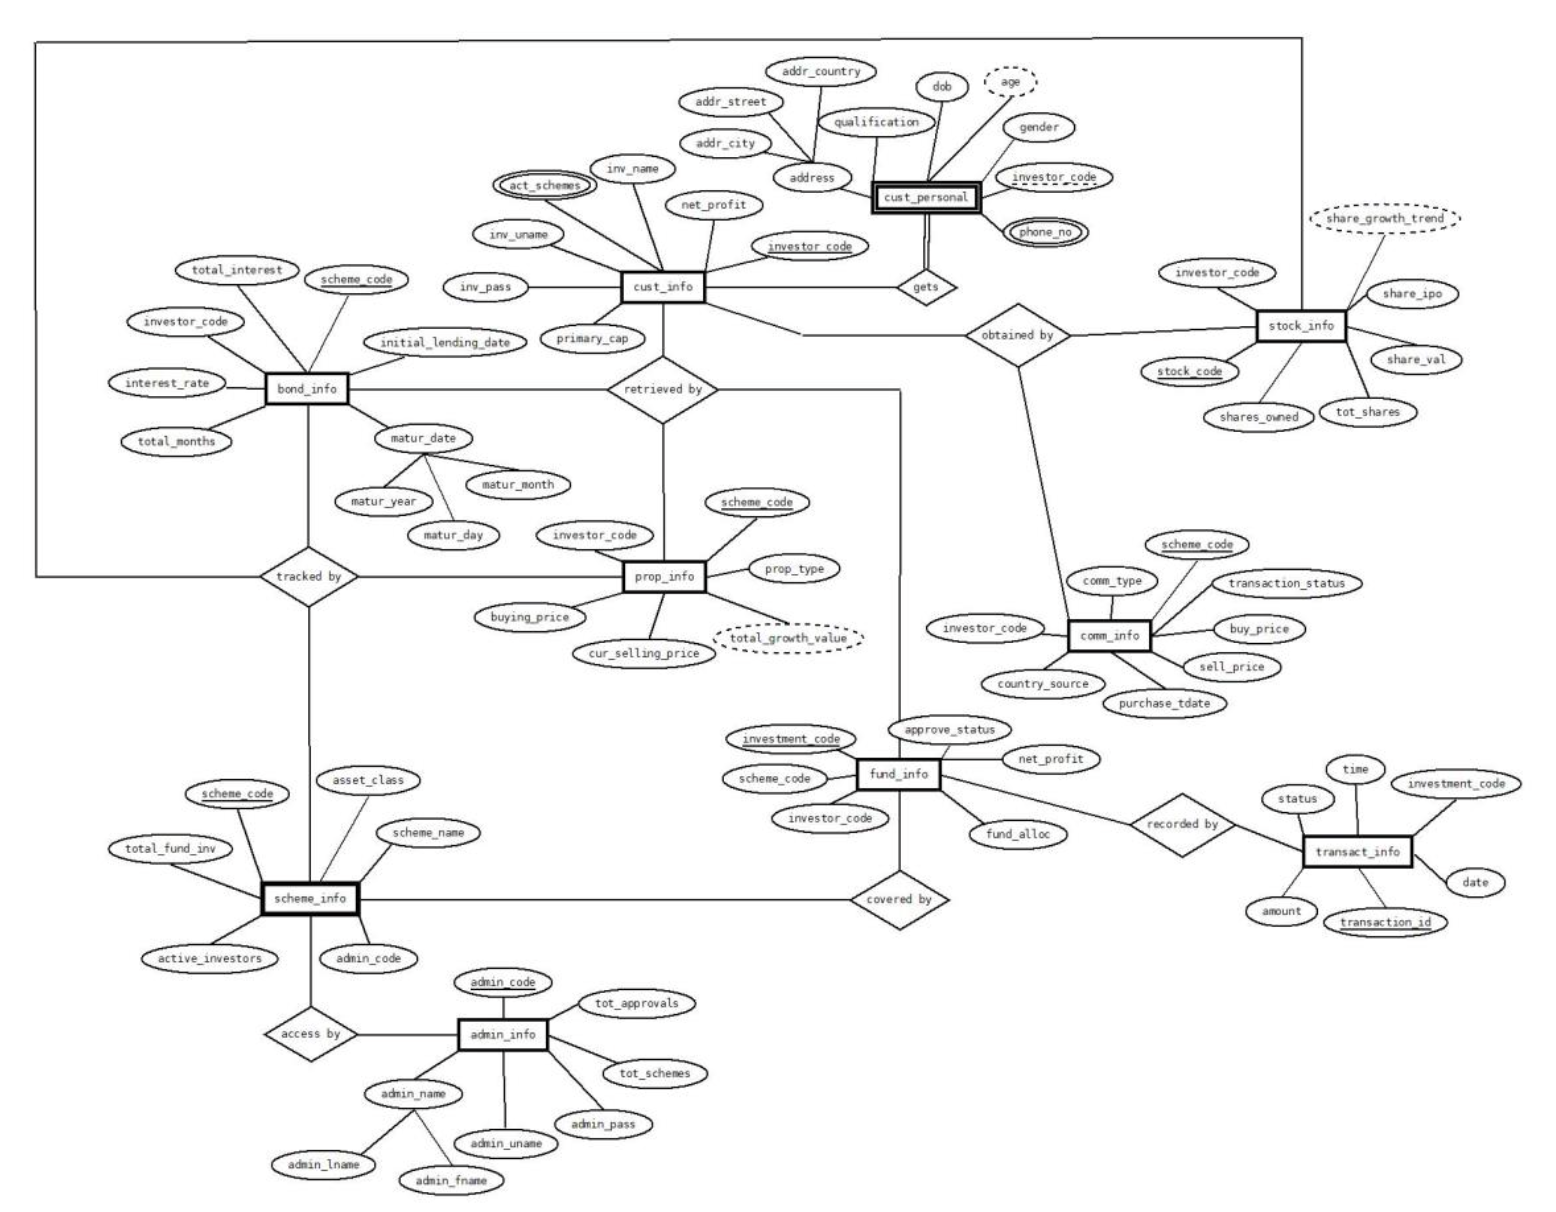 addr_country
age
dob
addr_street
qualification
gender
addr_city
inv_name
act_schemes
address
investor_code
cust_personal
net_profit
share_growth_trend
inv_uname
phone_no
investor_code
total_interest
scheme_code
investor_code
inv_pass
cust_info
gets
share_ipo
investor_code
stock_info
initial_lending_date
primary_cap
obtained by
share_val
stock_code
interest_rate
bond_info
retrieved by
tot_shares
shares_owned
total_months
matur_date
matur_month
matur_year
scheme_code
matur_day
investor_code
scheme_code
prop_type
tracked by
prop_info
comm_type
transaction_status
buying_price
investor_code
buy_price
total_growth_value
comm_info
cur_selling_price
sell_price
country_source
purchase_tdate
approve_status
investment_code
net_profit
time
asset_class
scheme_code
fund_info
investment_code
scheme_code
status
investor_code
recorded by
scheme_name
fund_alloc
total_fund_inv
transact_info
date
scheme_info
covered by
amount
transaction_id
active_investors
admin_code
admin_code
tot_approvals
access by
admin_info
tot_schemes
admin_name
admin_pass
admin_uname
admin_lname
admin_fname